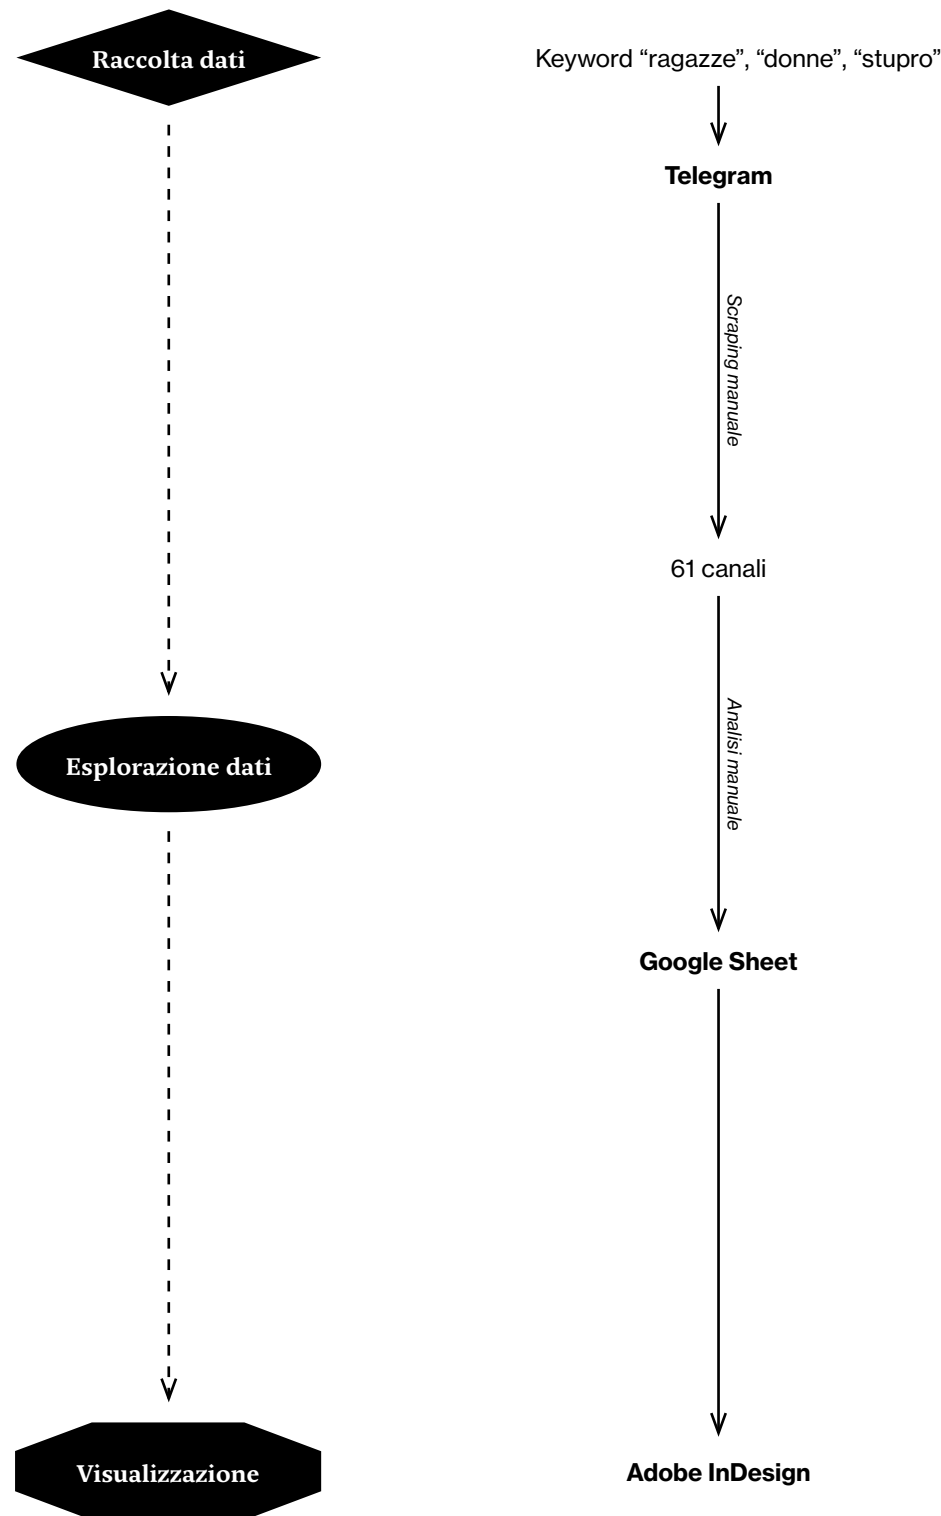 Raccolta dati
Keyword “ragazze”, “donne”, “stupro”
Telegram
Scraping manuale
61 canali
Analisi manuale
Esplorazione dati
Google Sheet
Visualizzazione
Adobe InDesign